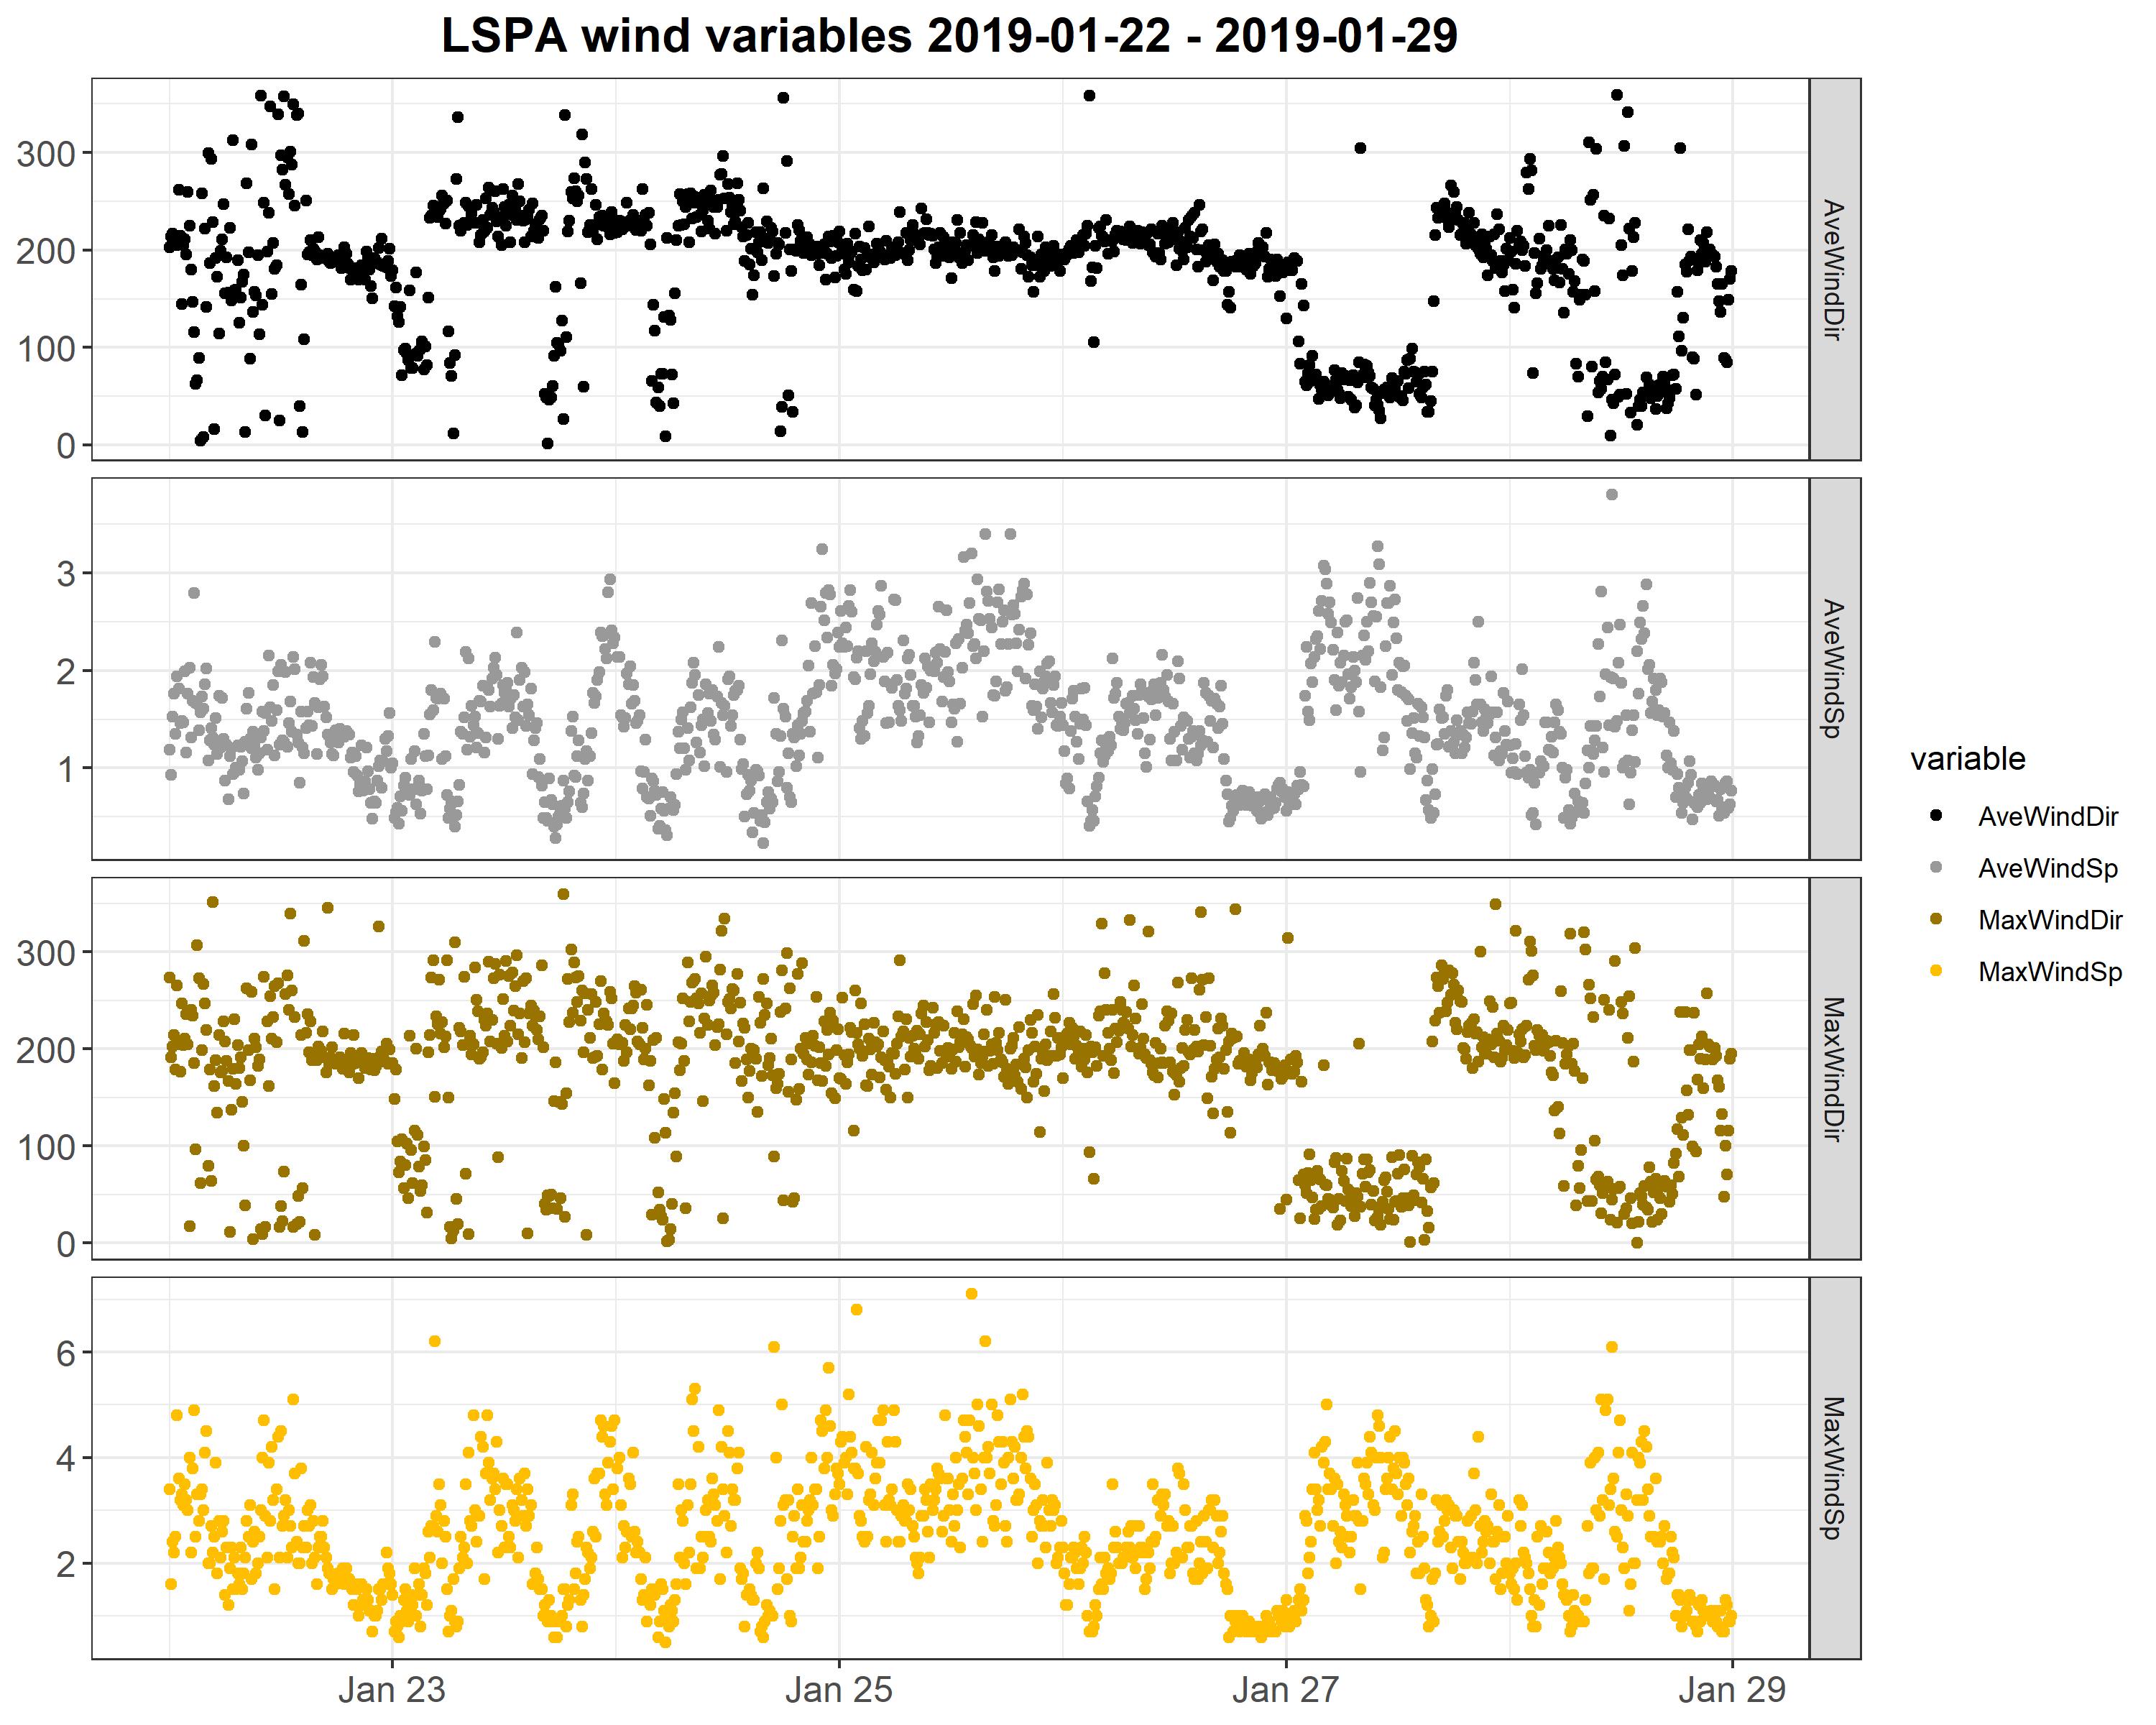 LSPA wind variables 2019-01-22 - 2019-01-29
300
200
100
0
AveWindDir
3
2
1
AveWindSp
300
200
100
0
MaxWindDir
6
4
2
MaxWindSp
Jan 23
Jan 25
Jan 27
Jan 29
variable
AveWindDir
AveWindSp
MaxWindDir
MaxWindSp